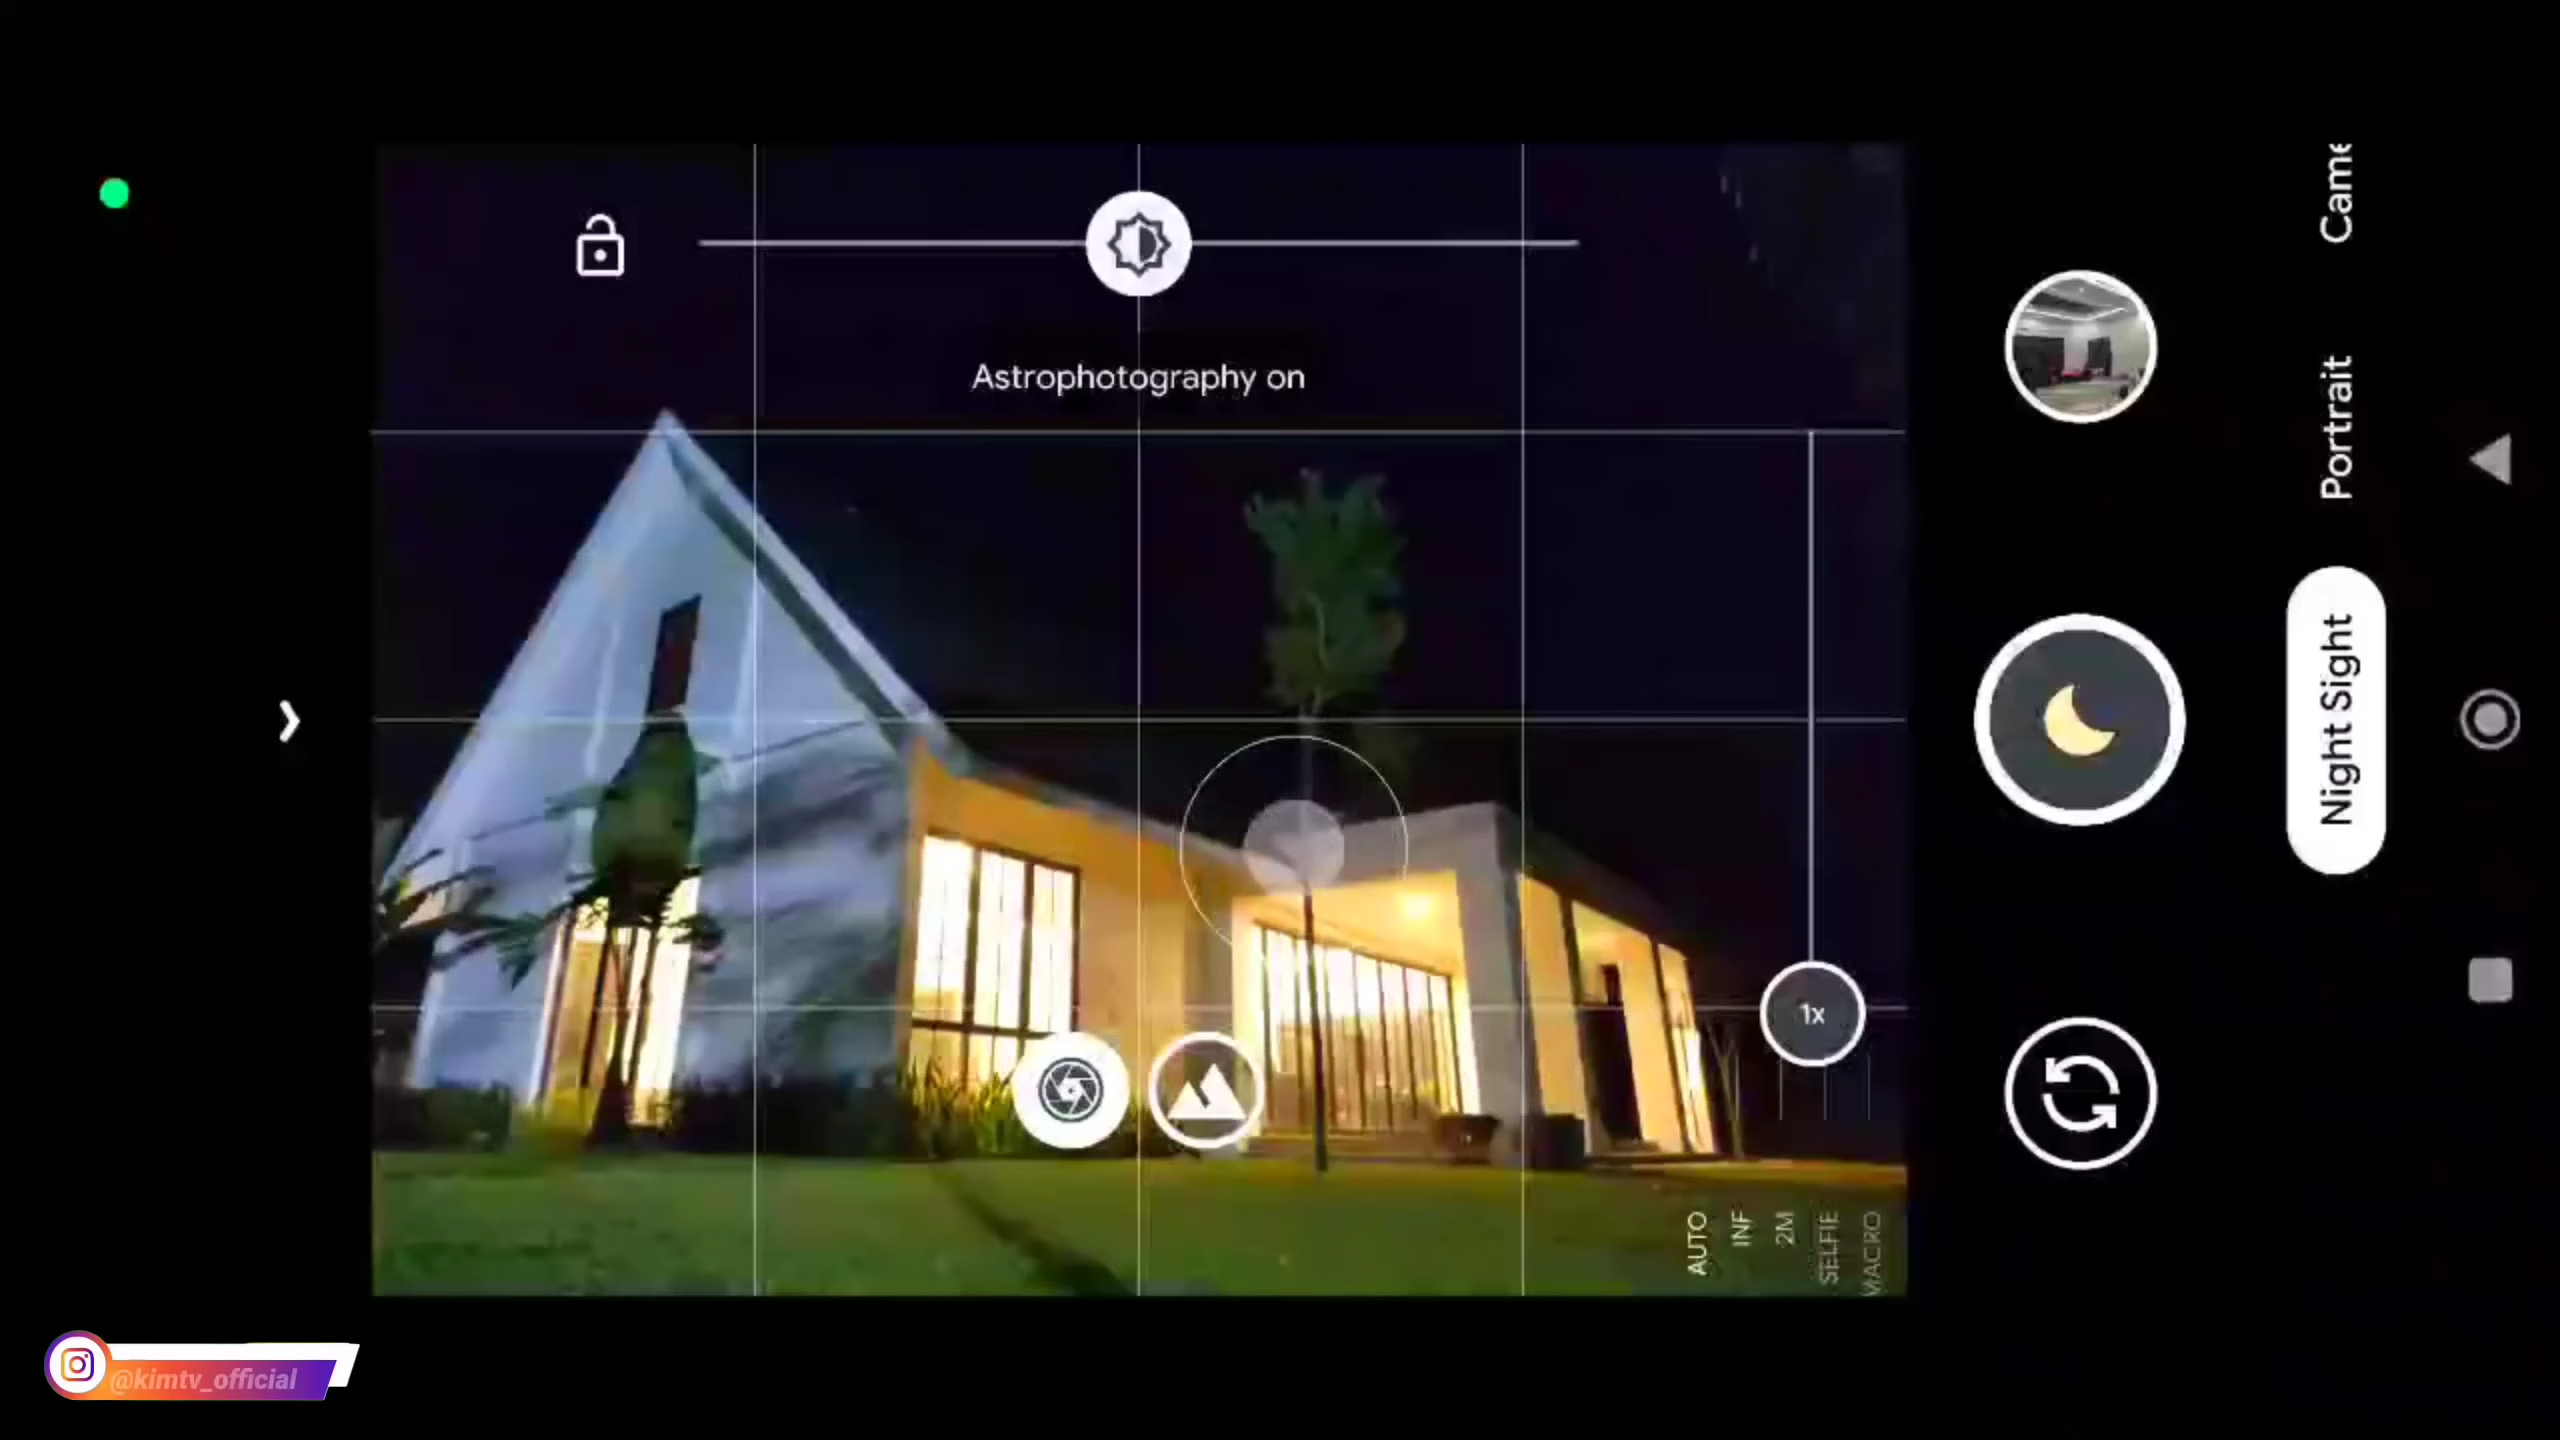 Astrophotography on
Came
Portrait
Night Sight
1x
AUTO
INF
2M
SELFIE
MACRO
@kimtv_official